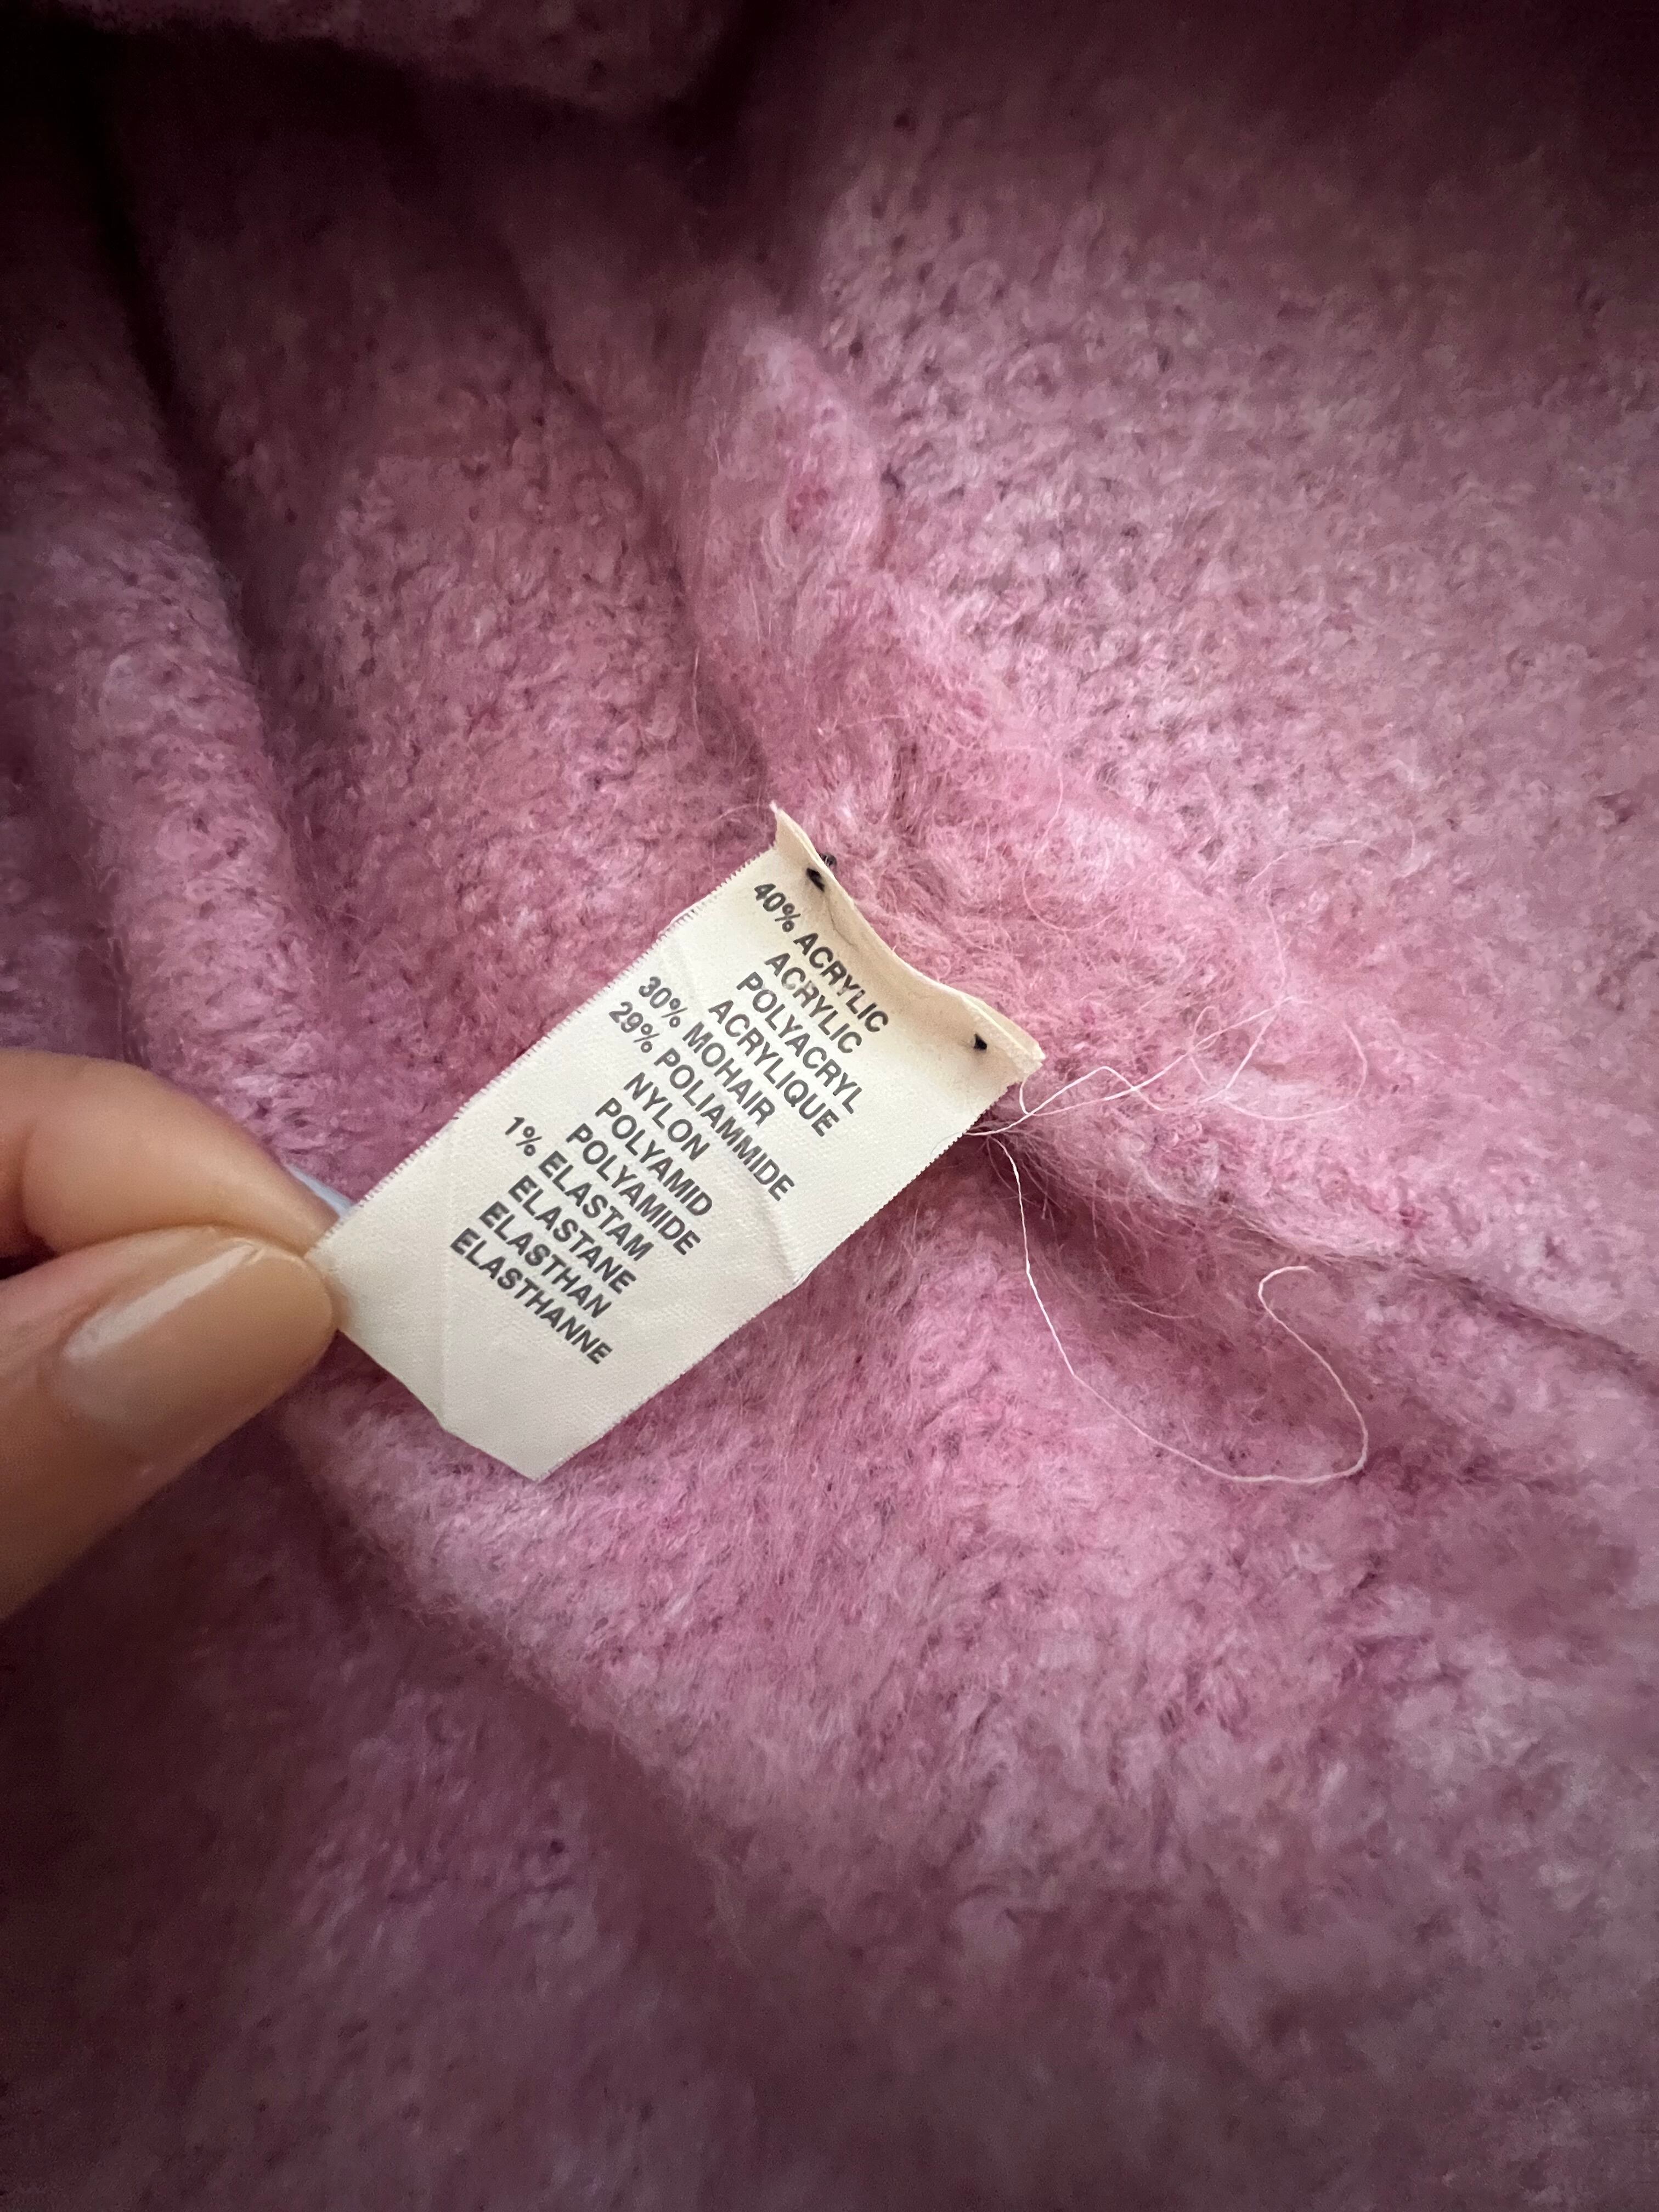 40% ACRYLIC
ACRYLIC
POLYACRYL
ACRYLIQUE
30% MOHAIR
29% POLIAMMIDE
NYLON
POLYAMID
POLYAMIDE
1% ELASTAM
ELASTANE
ELASTHAN
ELASTHANNE